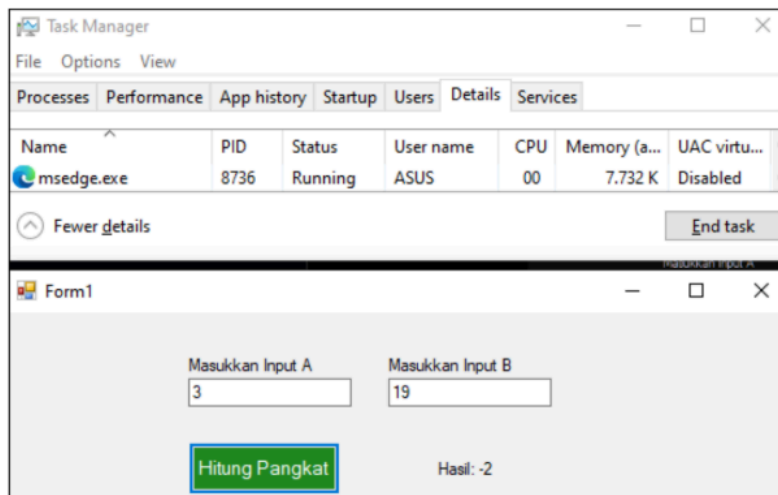 Task Manager
File Options View
Processes Performance App history Startup Users Details Services
Name PID Status User name CPU Memory (a... UAC virtu...
msedge.exe 8736 Running ASUS 00 7.732 K Disabled
Fewer details End task
Masukkan Input A
Form1
Masukkan Input A Masukkan Input B
3 19
Hitung Pangkat Hasil: -2